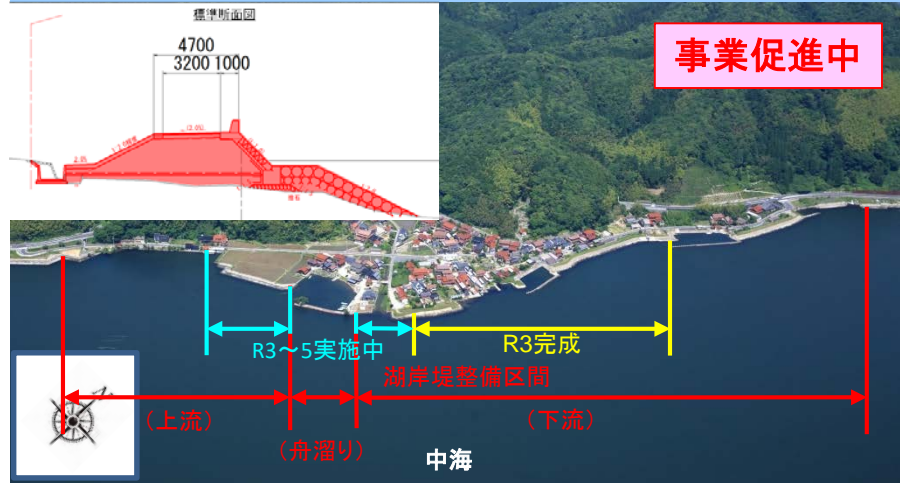 標準断面図
4700
3200 1000
事業促進中
R3～5実施中
R3完成
湖岸堤整備区間
(上流)
(下流)
(舟溜り)
中海